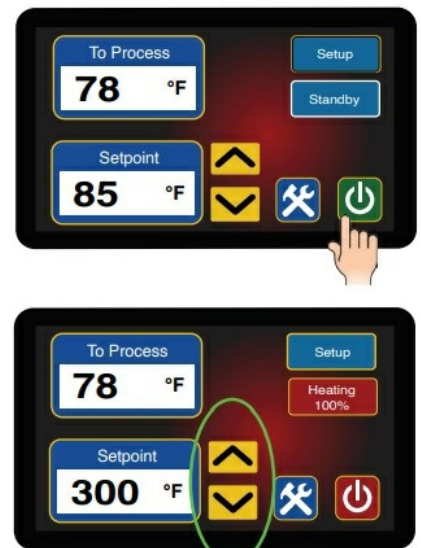 To Process
Setup
78 °F
Standby
Setpoint
85 °F
To Process
Setup
78 °F
Heating
100%
Setpoint
300 °F